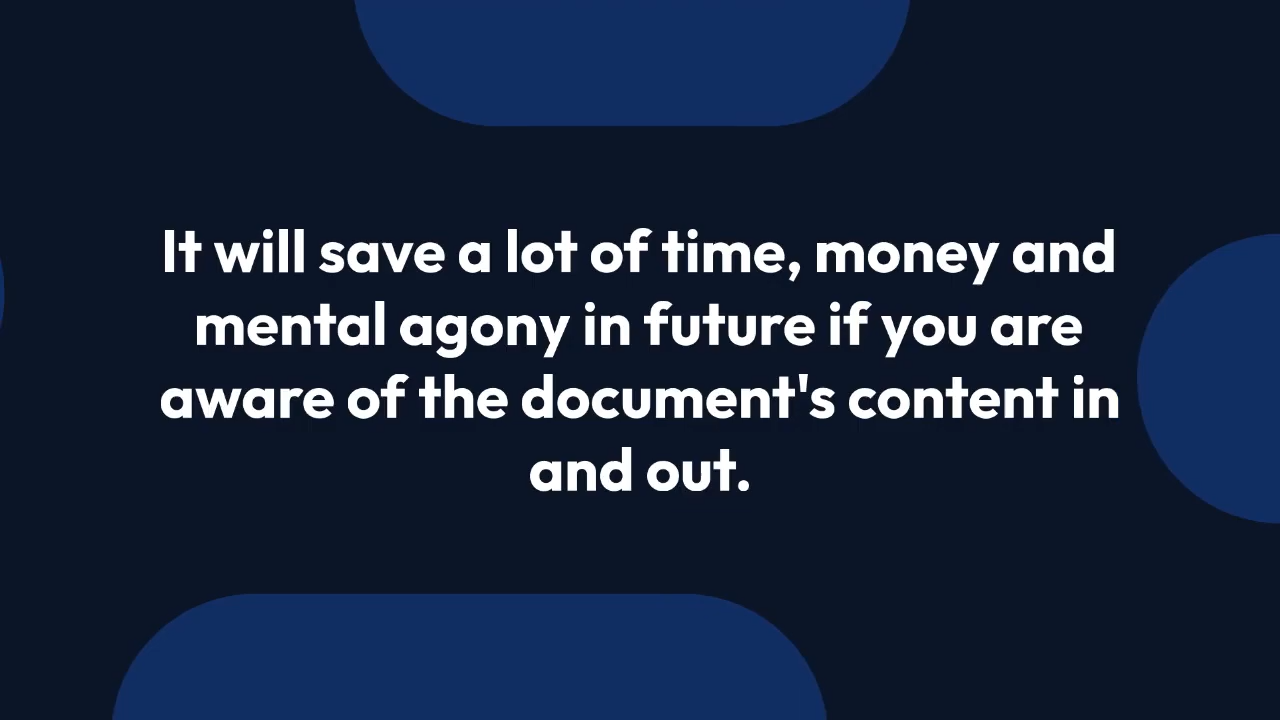 It will save a lot of time, money and
mental agony in future if you are
aware of the document's content in
and out.